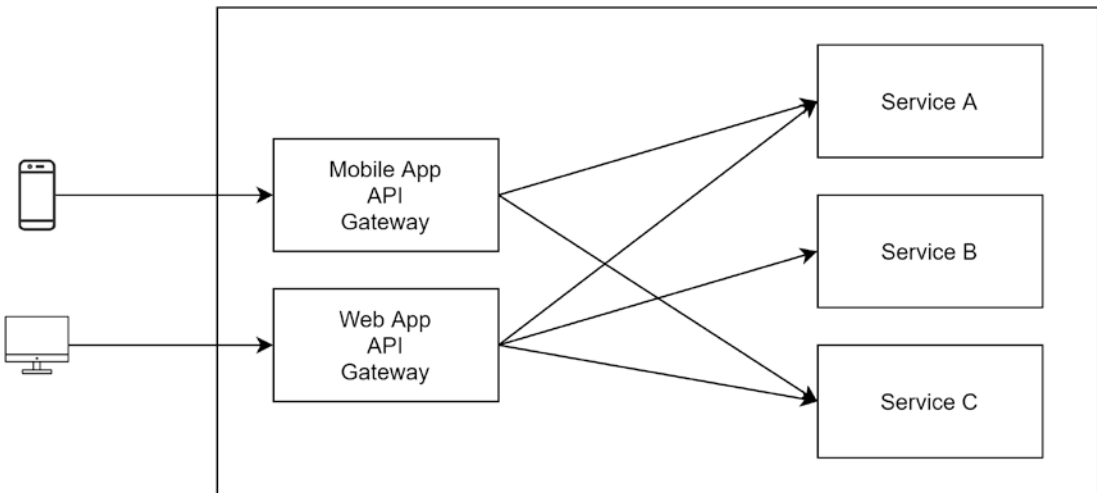 Service A
Mobile App
API
Gateway
Service B
Web App
API
Gateway
Service C